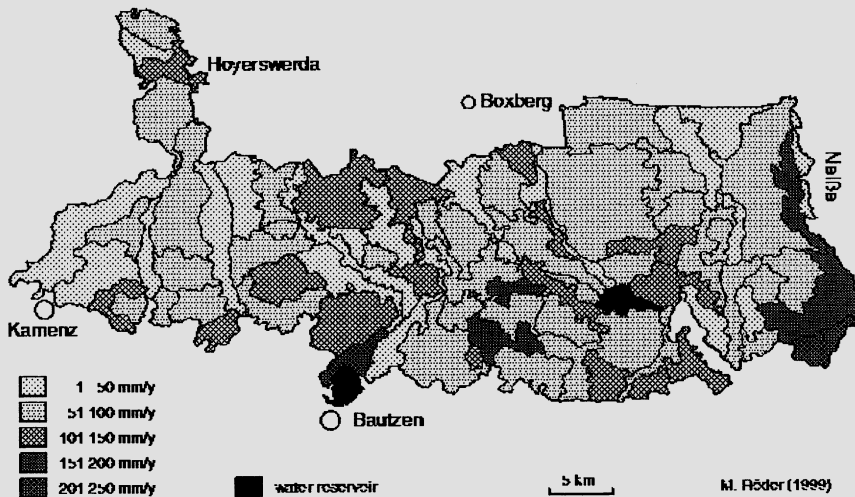 Hoyerswerda
Boxberg
Neiße
Kamenz
Bautzen
1 50 mm/y
51 100 mm/y
101 150 mm/y
151 200 mm/y
201 250 mm/y
water reservoir
5 km
M. Röder (1999)